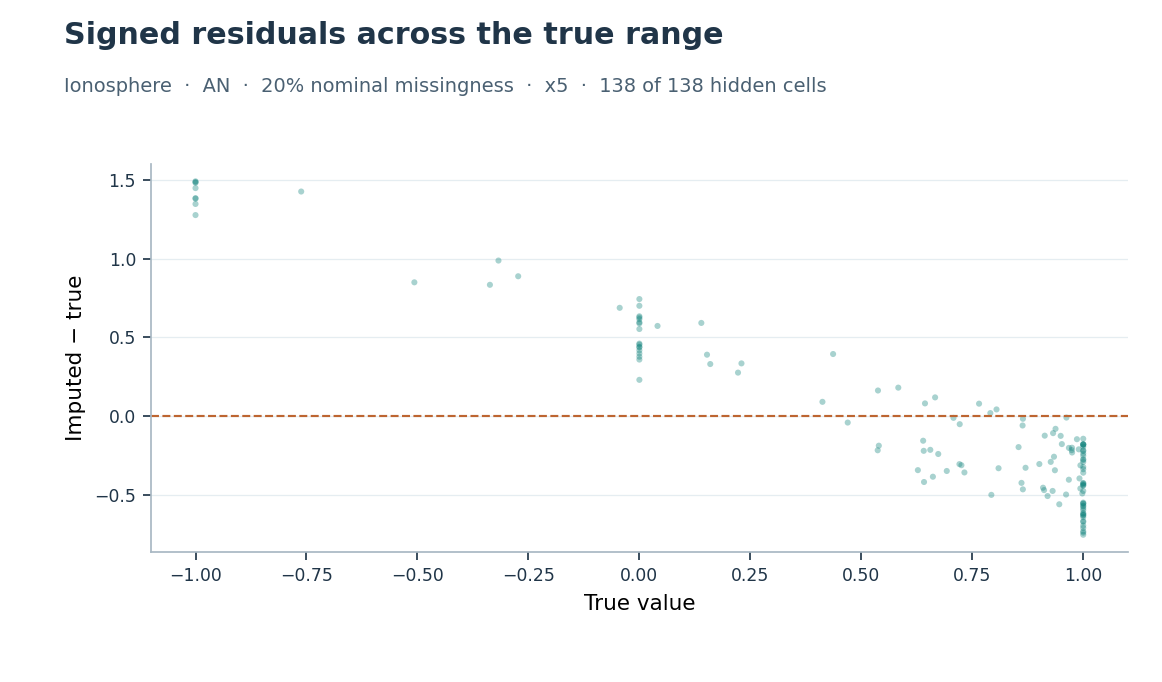 Signed residuals across the true range
Ionosphere · AN · 20% nominal missingness · x5 · 138 of 138 hidden cells
1.5
1.0
0.5
0.0
−0.5
Imputed − true
−1.00 −0.75 −0.50 −0.25 0.00 0.25 0.50 0.75 1.00
True value